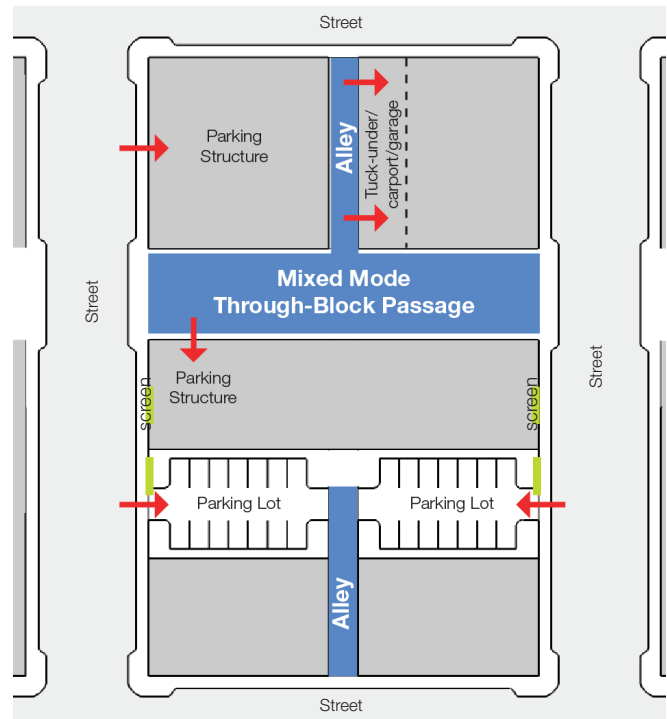 Street
Parking
Structure
Alley
Tuck-under/
carport/garage
Mixed Mode
Through-Block Passage
Street
Street
Parking
Structure
screen
screen
Parking Lot
Parking Lot
Alley
Street